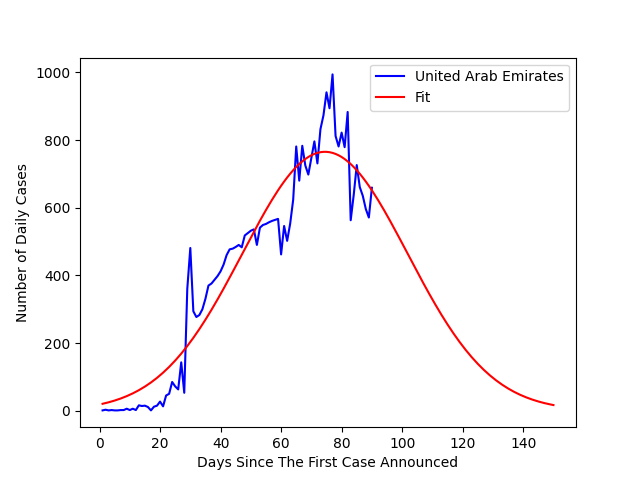 United Arab Emirates
Fit
1000
800
600
400
200
0
Number of Daily Cases
0 20 40 60 80 100 120 140
Days Since The First Case Announced